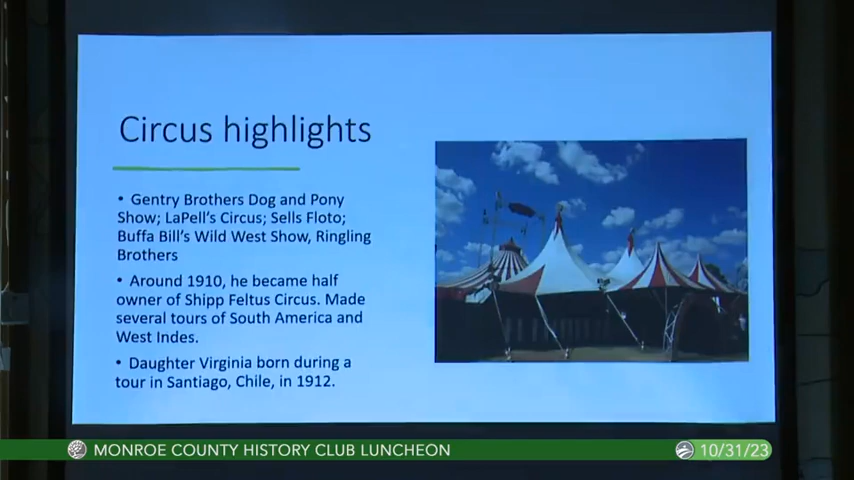 Circus highlights
• Gentry Brothers Dog and Pony
Show; LaPell's Circus; Sells Floto;
Buffa Bill's Wild West Show, Ringling
Brothers
• Around 1910, he became half
owner of Shipp Feltus Circus. Made
several tours of South America and
West Indes.
• Daughter Virginia born during a
tour in Santiago, Chile, in 1912.
MONROE COUNTY HISTORY CLUB LUNCHEON
10/31/23